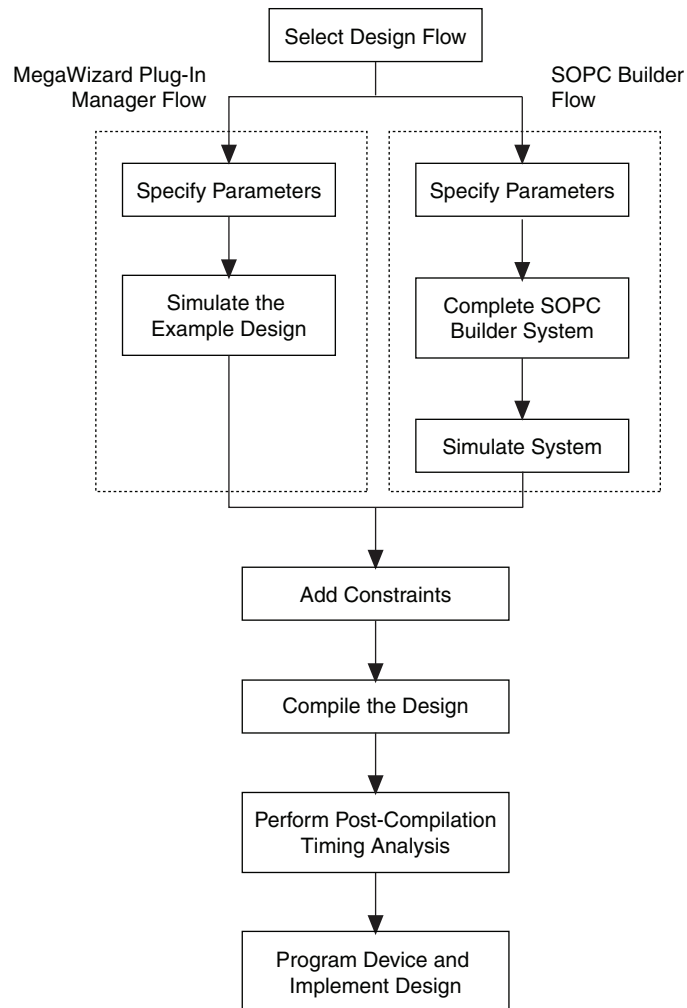 Select Design Flow
MegaWizard Plug-In
Manager Flow
SOPC Builder
Flow
Specify Parameters
Specify Parameters
Simulate the
Example Design
Complete SOPC
Builder System
Simulate System
Add Constraints
Compile the Design
Perform Post-Compilation
Timing Analysis
Program Device and
Implement Design